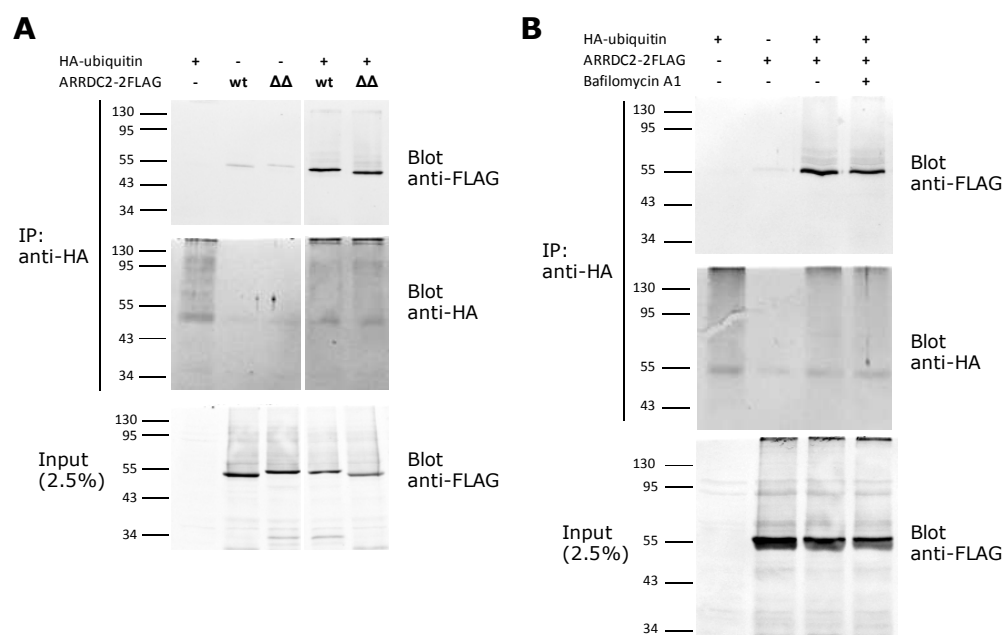 A
HA-ubiquitin + - - + +
ARRDC2-2FLAG - wt ΔΔ wt ΔΔ
IP:
anti-HA
130
95
55
43
34
Blot
anti-FLAG
130
95
55
43
34
Blot
anti-HA
Input
(2.5%)
130
95
55
43
34
Blot
anti-FLAG
B
HA-ubiquitin + - + +
ARRDC2-2FLAG - + + +
Bafilomycin A1 - - - +
IP:
anti-HA
130
95
55
43
34
Blot
anti-FLAG
130
95
55
43
Blot
anti-HA
Input
(2.5%)
130
95
55
43
34
Blot
anti-FLAG